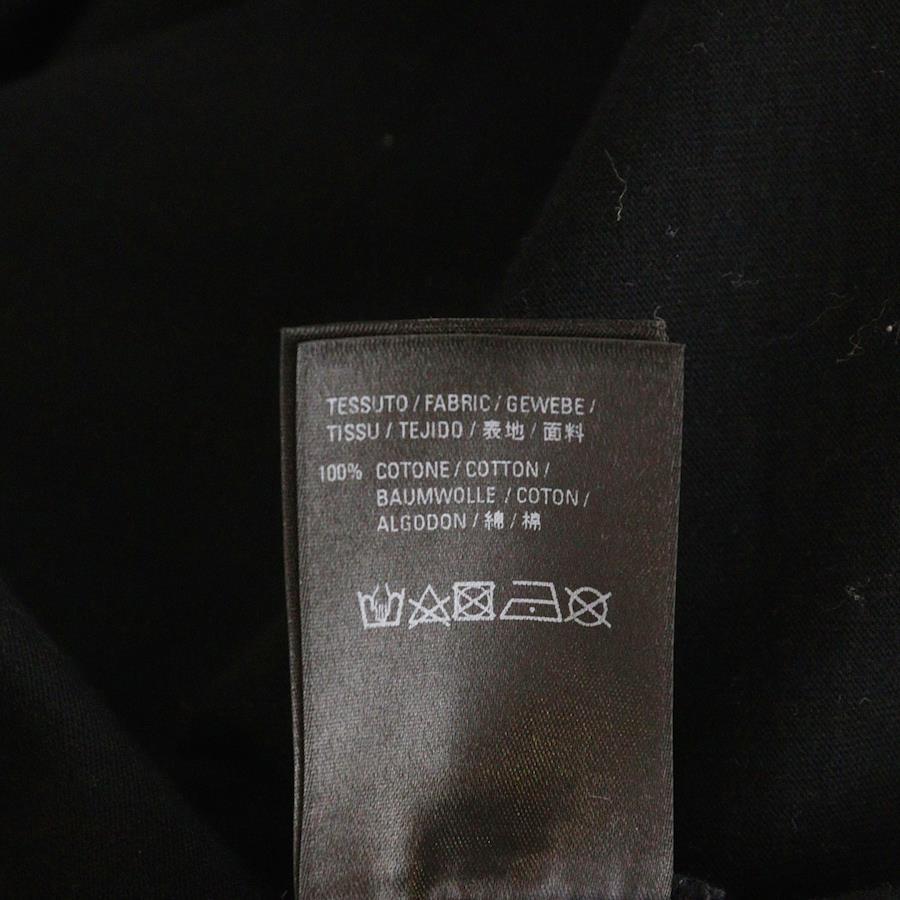 TESSUTO / FABRIC / GEWEBE /
TISSU / TEJIDO / 表地 / 面料
100% COTONE / COTTON /
BAUMWOLLE / COTON /
ALGODON / 綿 / 棉